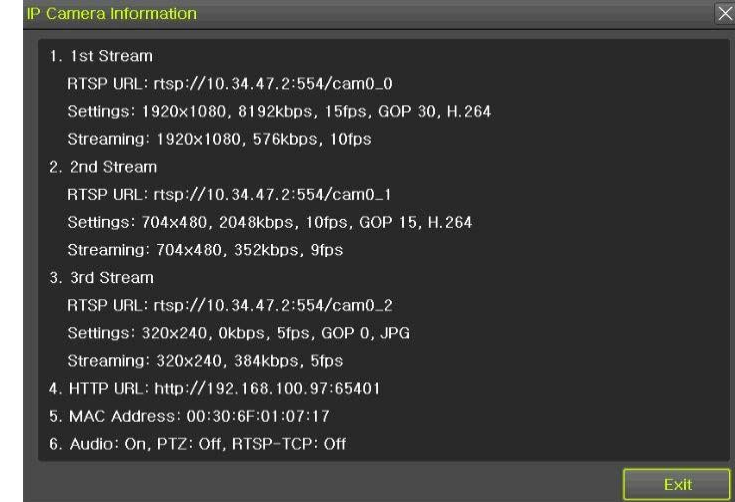 IP Camera Information
1. 1st Stream
RTSP URL: rtsp://10.34.47.2:554/cam0_0
Settings: 1920x1080, 8192kbps, 15fps, GOP 30, H.264
Streaming: 1920x1080, 576kbps, 10fps
2. 2nd Stream
RTSP URL: rtsp://10.34.47.2:554/cam0_1
Settings: 704x480, 2048kbps, 10fps, GOP 15, H.264
Streaming: 704x480, 352kbps, 9fps
3. 3rd Stream
RTSP URL: rtsp://10.34.47.2:554/cam0_2
Settings: 320x240, 0kbps, 5fps, GOP 0, JPG
Streaming: 320x240, 384kbps, 5fps
4. HTTP URL: http://192.168.100.97:65401
5. MAC Address: 00:30:6F:01:07:17
6. Audio: On, PTZ: Off, RTSP-TCP: Off
Exit